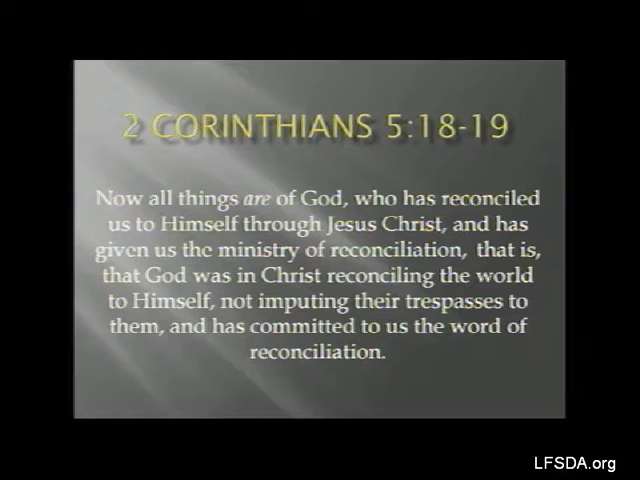 2 CORINTHIANS 5:18-19
Now all things are of God, who has reconciled
us to Himself through Jesus Christ, and has
given us the ministry of reconciliation, that is,
that God was in Christ reconciling the world
to Himself, not imputing their trespasses to
them, and has committed to us the word of
reconciliation.
LFSDA.org